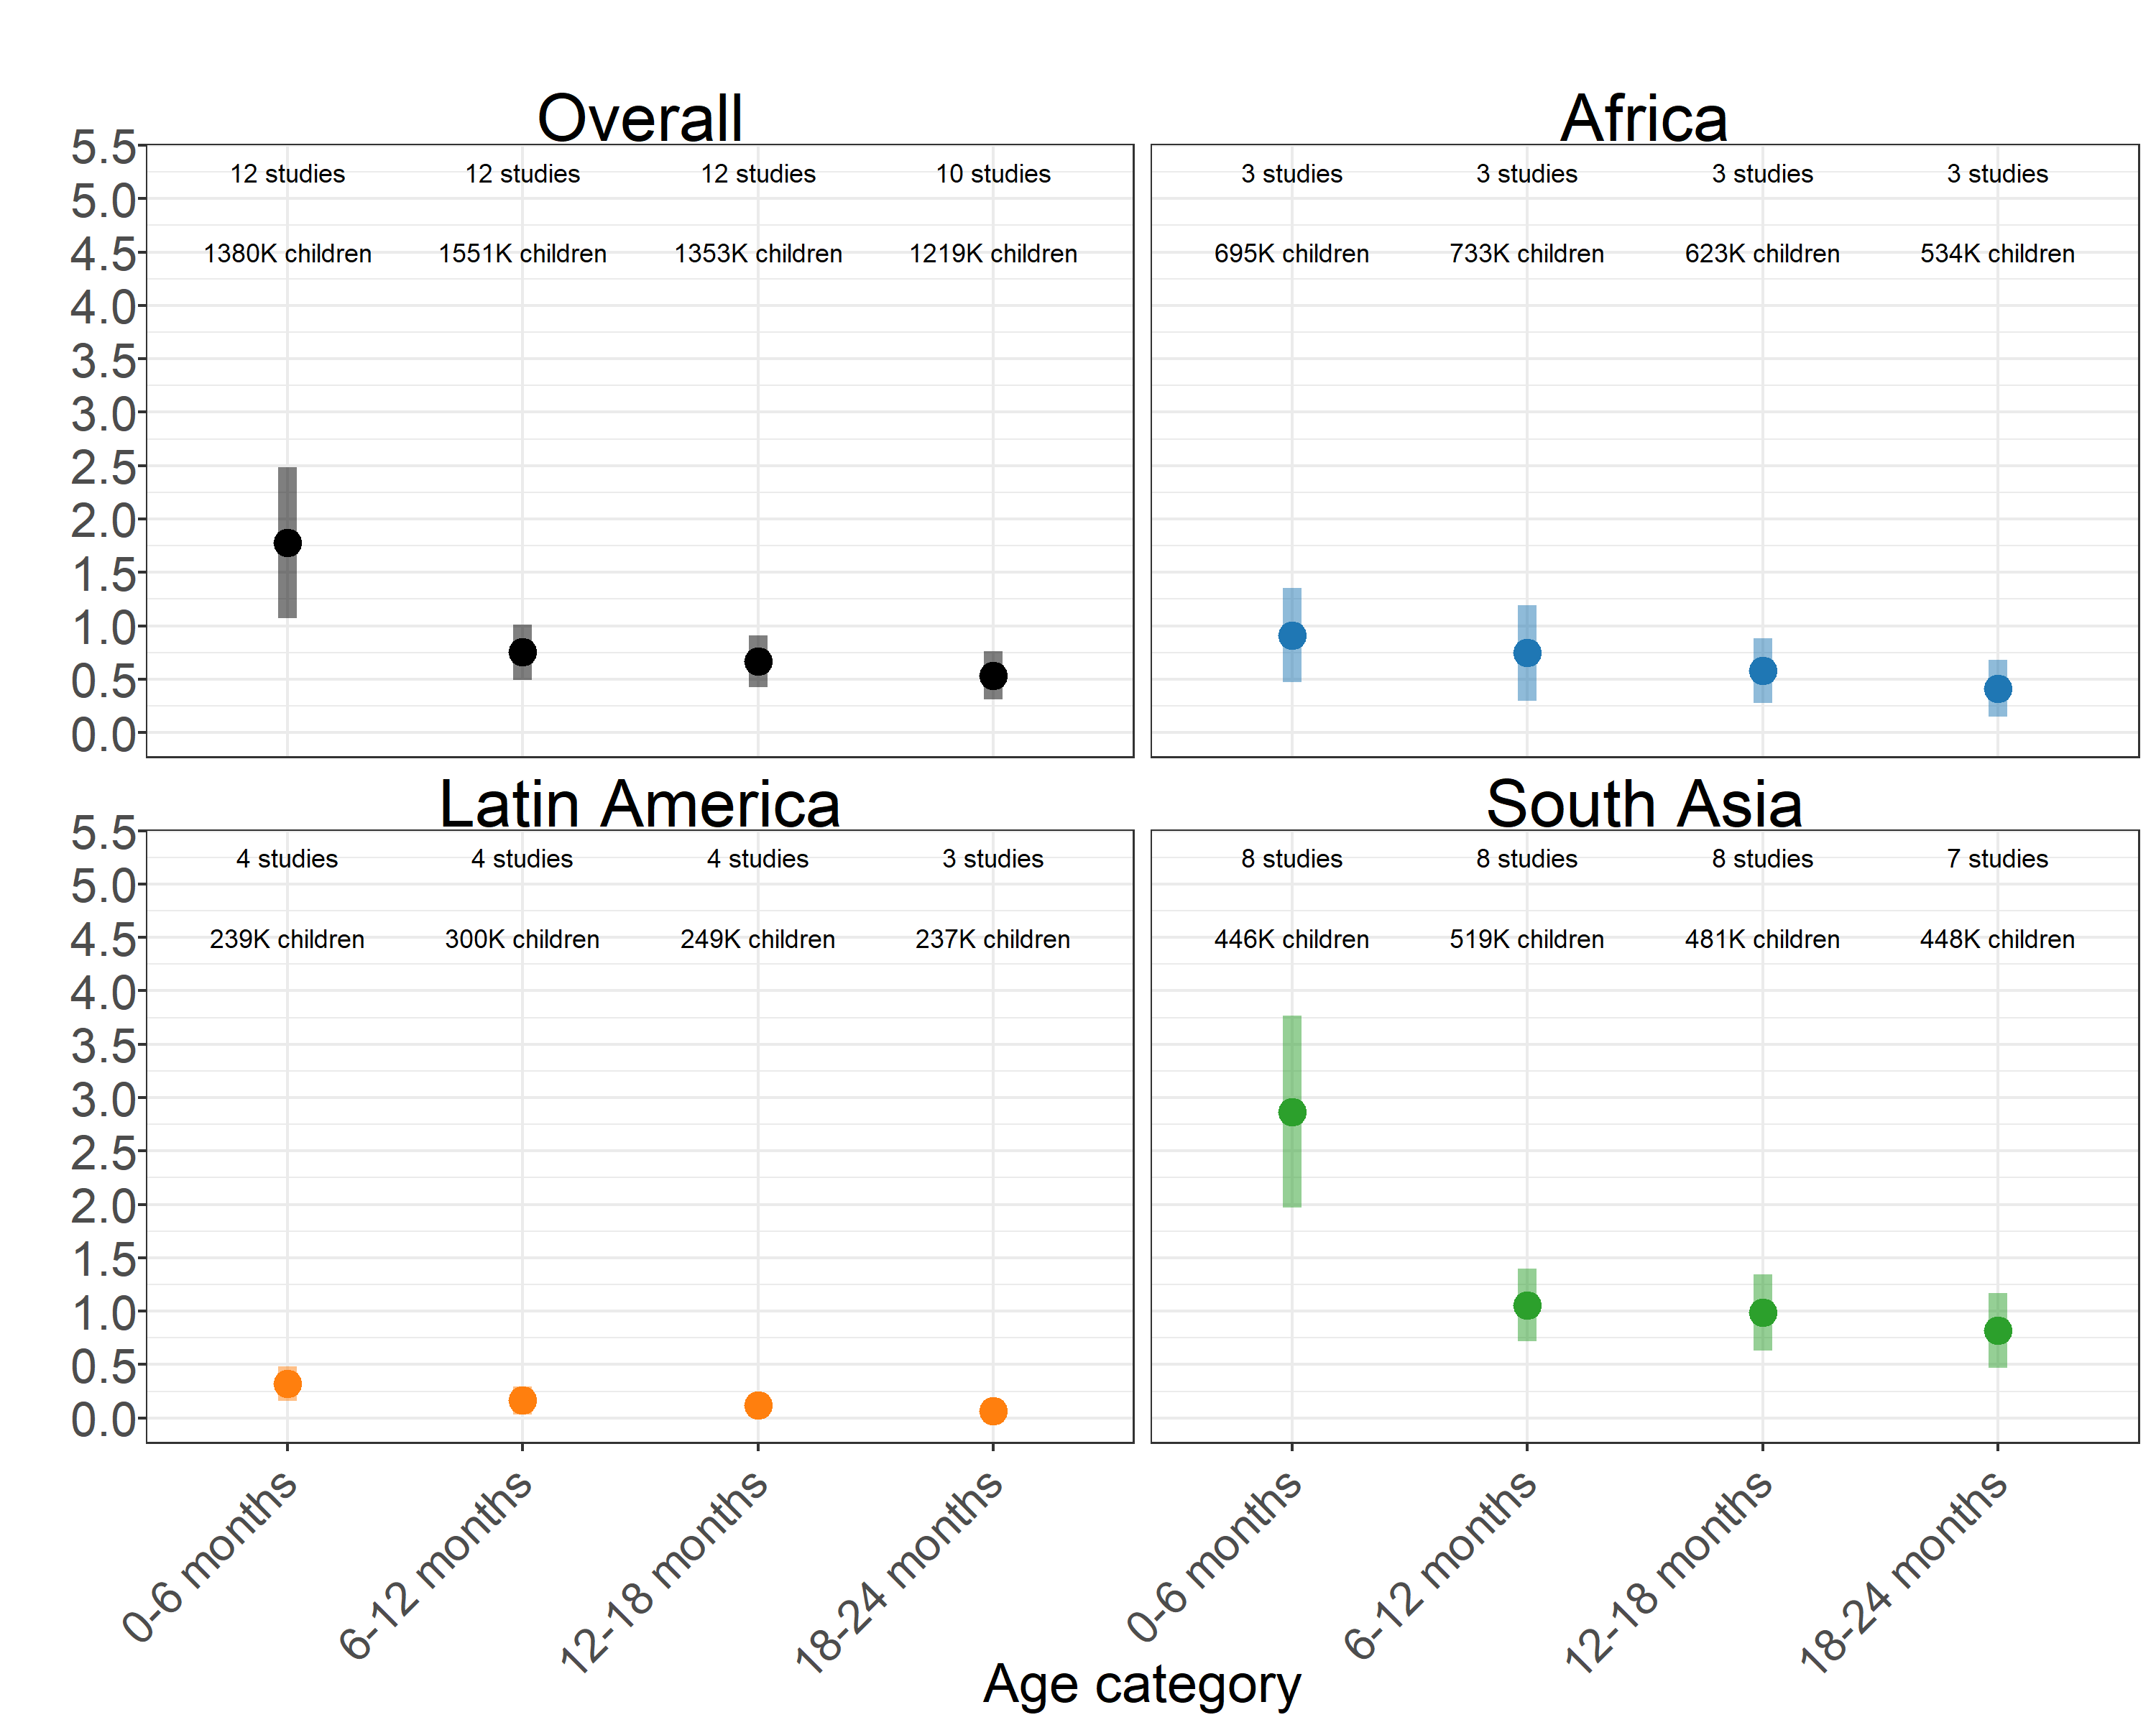 Overall
Africa
5.5
5.0
4.5
4.0
3.5
3.0
2.5
2.0
1.5
1.0
0.5
0.0
12 studies 12 studies 12 studies 10 studies
1380K children 1551K children 1353K children 1219K children
3 studies 3 studies 3 studies 3 studies
695K children 733K children 623K children 534K children
Latin America
South Asia
5.5
5.0
4.5
4.0
3.5
3.0
2.5
2.0
1.5
1.0
0.5
0.0
4 studies 4 studies 4 studies 3 studies
239K children 300K children 249K children 237K children
8 studies 8 studies 8 studies 7 studies
446K children 519K children 481K children 448K children
0-6 months
6-12 months
12-18 months
18-24 months
0-6 months
6-12 months
12-18 months
18-24 months
Age category